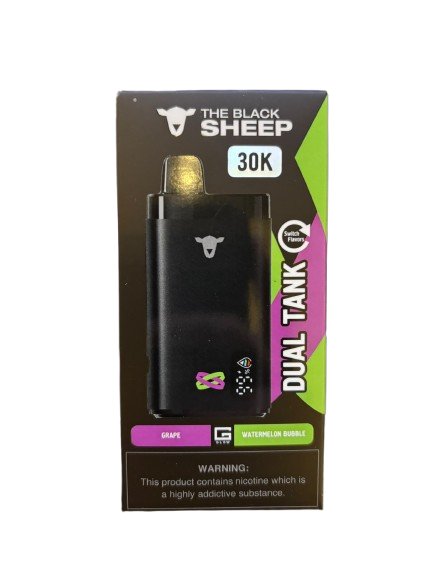 THE BLACK
SHEEP
30K
DUAL TANK
Switch
Flavors
GRAPE
G
GLOW
WATERMELON BUBBLE
WARNING:
This product contains nicotine which is
a highly addictive substance.